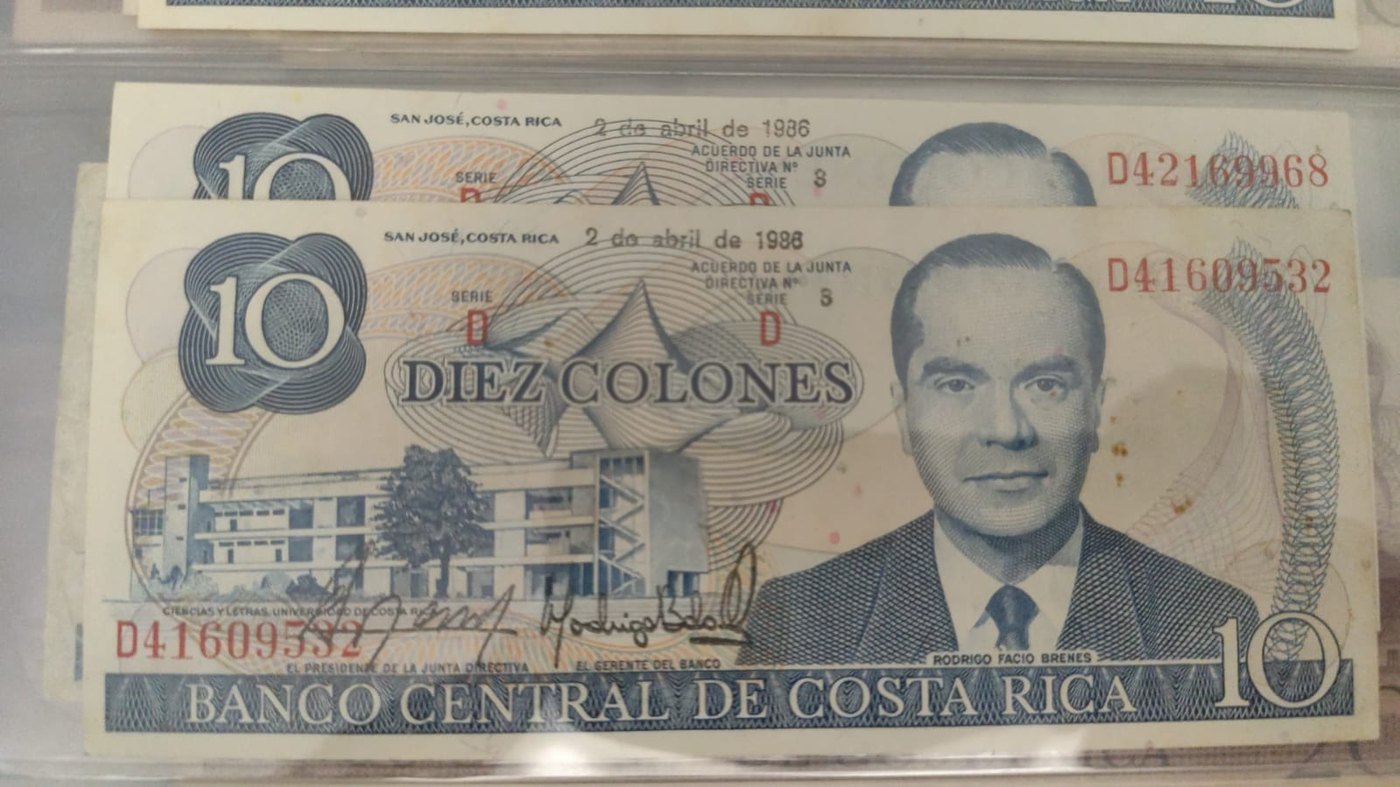 10
SAN JOSÉ, COSTA RICA 2 de abril de 1986
ACUERDO DE LA JUNTA
DIRECTIVA Nº
SERIE
SERIE
D42169968
10
SAN JOSÉ, COSTA RICA 2 de abril de 1986
ACUERDO DE LA JUNTA
DIRECTIVA Nº
SERIE
SERIE
D41609532
D
D
DIEZ COLONES
CIENCIAS Y LETRAS. UNIVERSIDAD DE COSTA RICA
D41609532
EL PRESIDENTE DE LA JUNTA DIRECTIVA
EL GERENTE DEL BANCO
RODRIGO FACIO BRENES
10
BANCO CENTRAL DE COSTA RICA